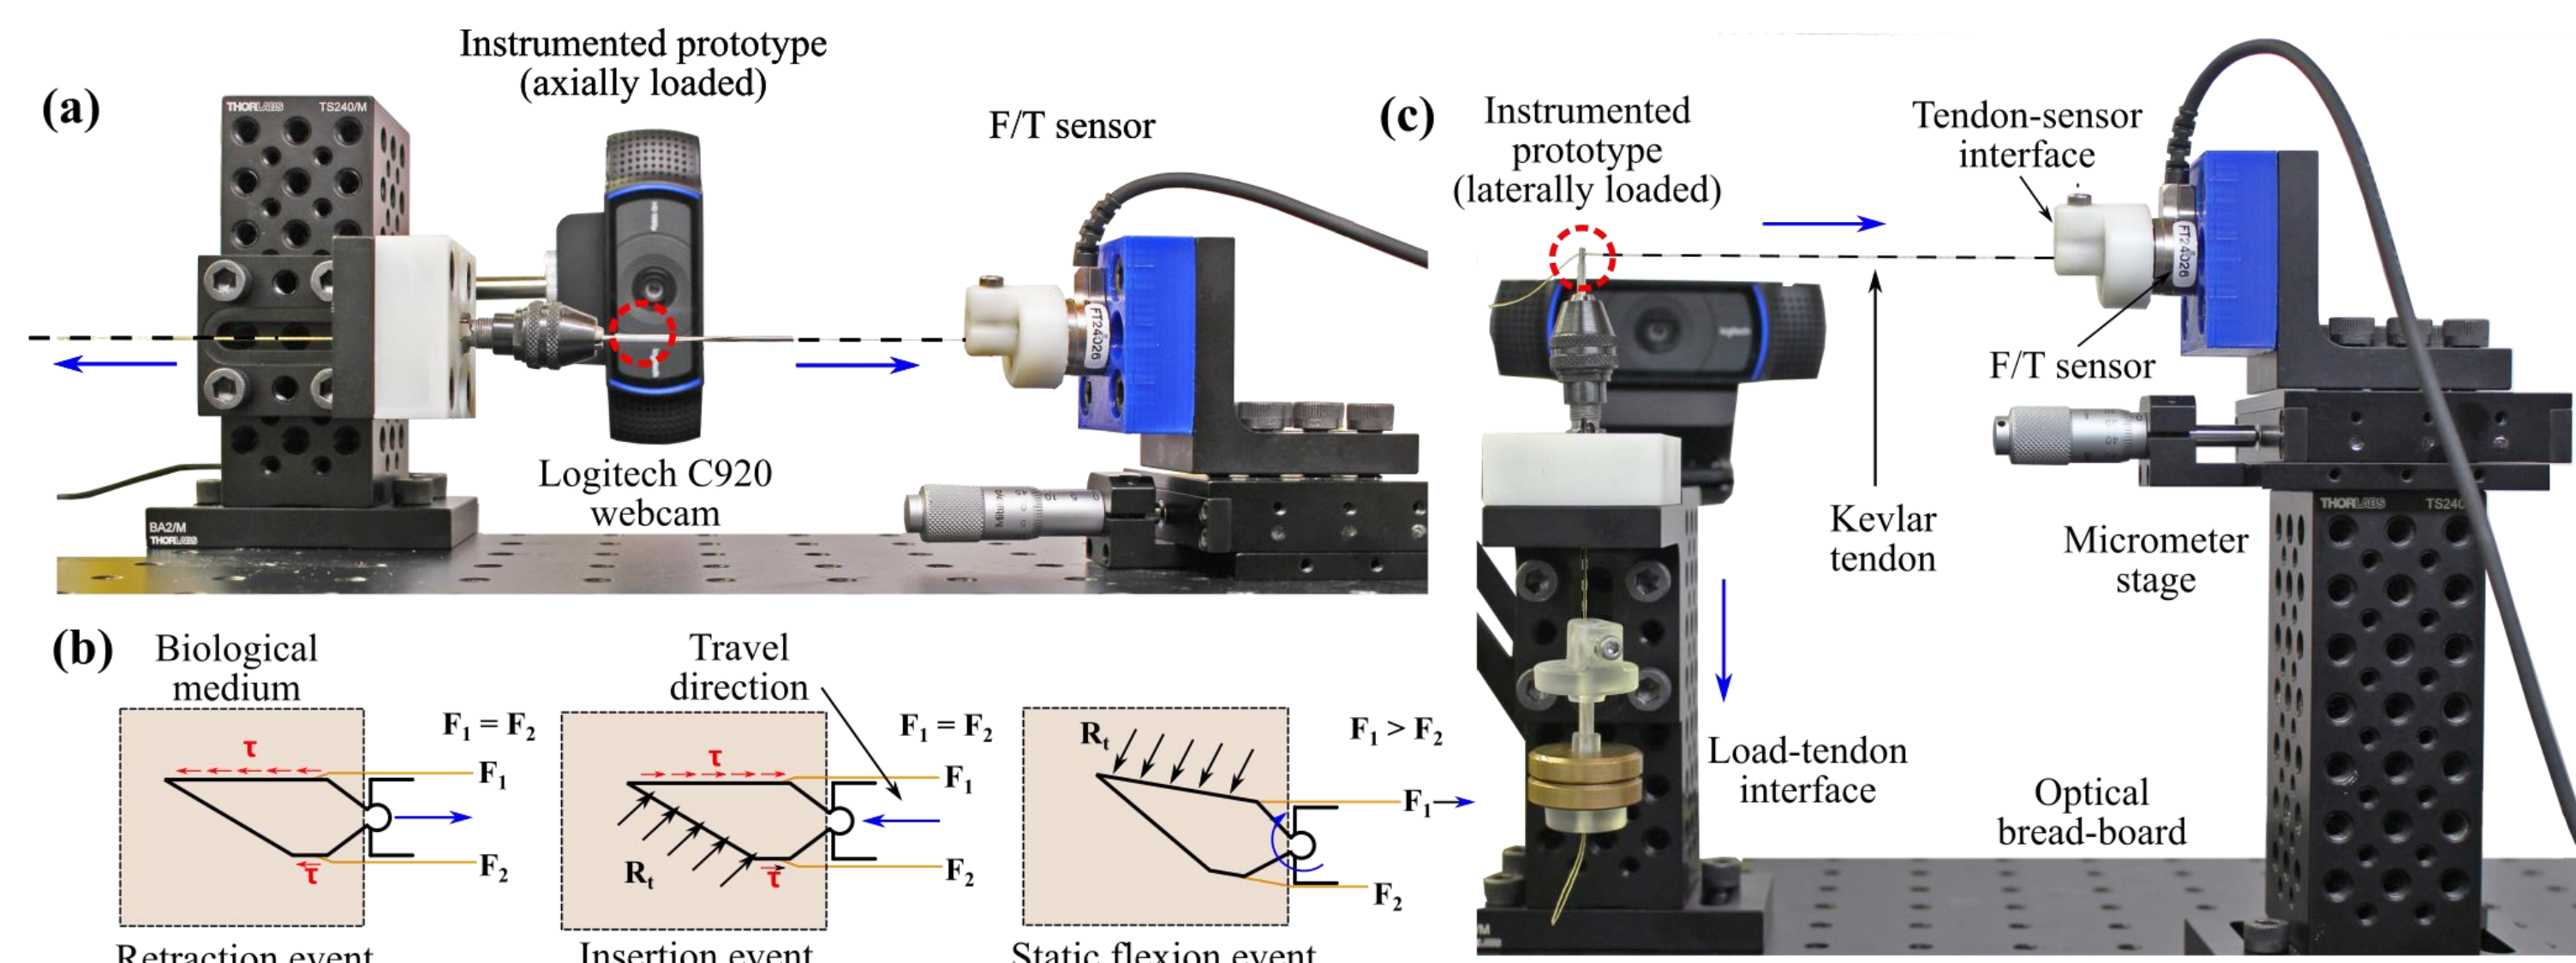 (a)
Instrumented prototype
(axially loaded)
F/T sensor
THORLABS TS240/M
FT24026
Logitech C920
webcam
BA2/M
THORLABS
(b)
Biological
medium
F₁ = F₂
τ
F₁
F₂
τ
Retraction event
Travel
direction
F₁ = F₂
τ
F₁
Rₜ
τ
F₂
Insertion event
Rₜ
F₁ > F₂
F₁
F₂
Static flexion event
(c)
Instrumented
prototype
(laterally loaded)
Tendon-sensor
interface
FT24026
F/T sensor
Kevlar
tendon
Micrometer
stage
THORLABS TS240
Load-tendon
interface
Optical
bread-board